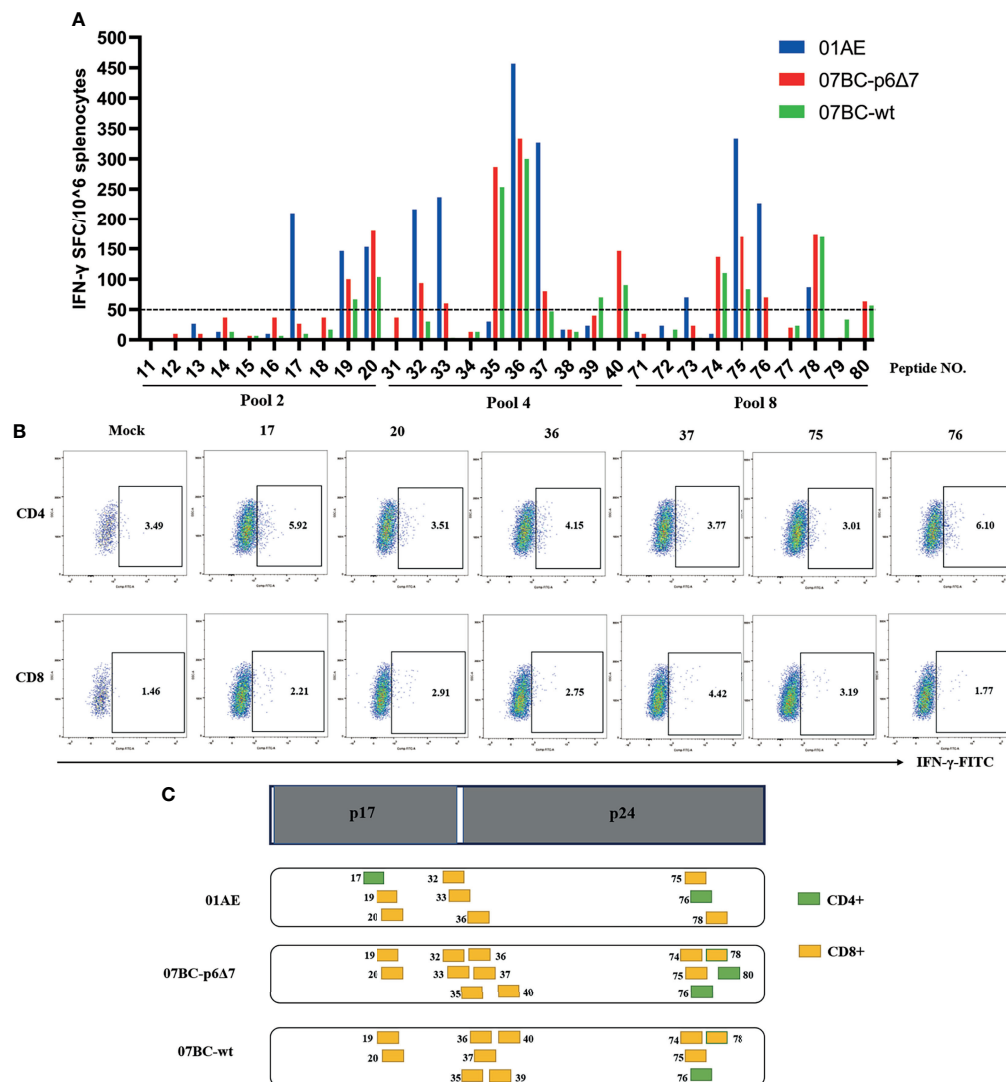 A
500
450
400
350
300
250
200
150
100
50
0
IFN-γ SFC/10^6 splenocytes
01AE
07BC-p6Δ7
07BC-wt
11 12 13 14 15 16 17 18 19 20 31 32 33 34 35 36 37 38 39 40 71 72 73 74 75 76 77 78 79 80
Peptide NO.
Pool 2 Pool 4 Pool 8
B
Mock 17 20 36 37 75 76
CD4
3.49 5.92 3.51 4.15 3.77 3.01 6.10
CD8
1.46 2.21 2.91 2.75 4.42 3.19 1.77
IFN-γ-FITC
C
p17 p24
01AE
17 32 75
19 33 76
20 36 78
07BC-p6Δ7
19 32 36 74 78
20 33 37 75 80
35 40 76
07BC-wt
19 36 40 74 78
20 37 75
35 39 76
CD4+
CD8+